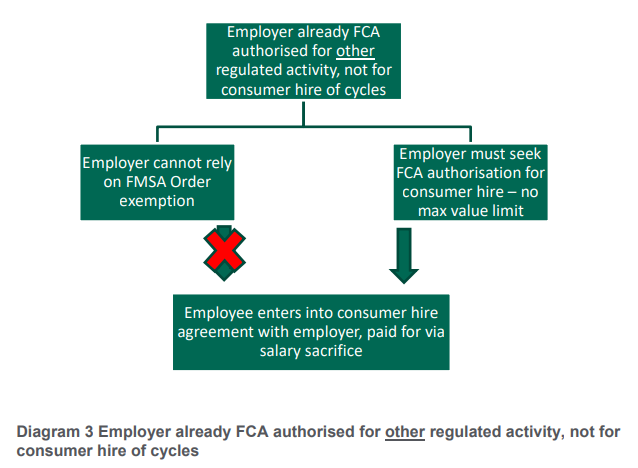 Employer already FCA
authorised for other
regulated activity, not for
consumer hire of cycles
Employer cannot rely
on FMSA Order
exemption
Employer must seek
FCA authorisation for
consumer hire – no
max value limit
Employee enters into consumer hire
agreement with employer, paid for via
salary sacrifice
Diagram 3 Employer already FCA authorised for other regulated activity, not for
consumer hire of cycles